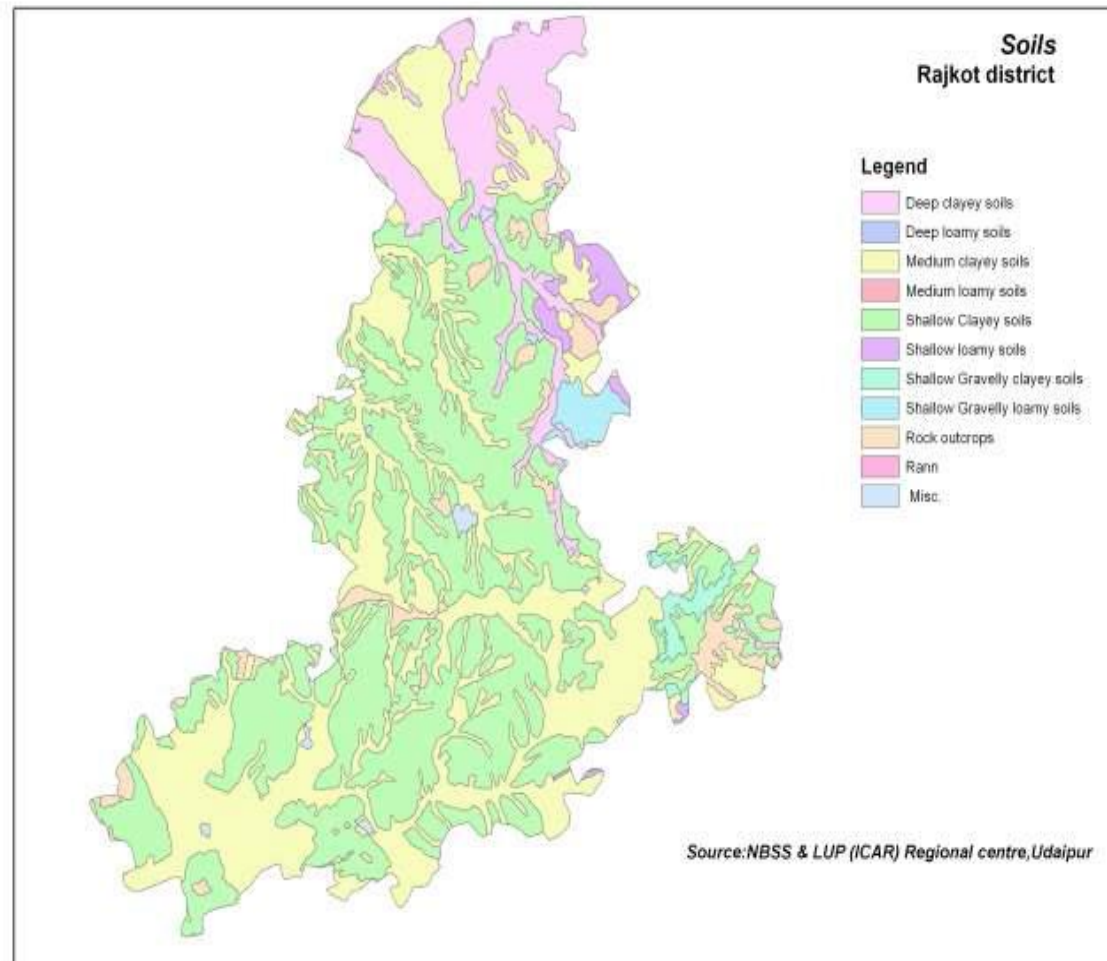 Soils
Rajkot district
Legend
Deep clayey soils
Deep loamy soils
Medium clayey soils
Medium loamy soils
Shallow Clayey soils
Shallow loamy soils
Shallow Gravelly clayey soils
Shallow Gravelly loamy soils
Rock outcrops
Rann
Misc.
Source:NBSS & LUP (ICAR) Regional centre,Udaipur